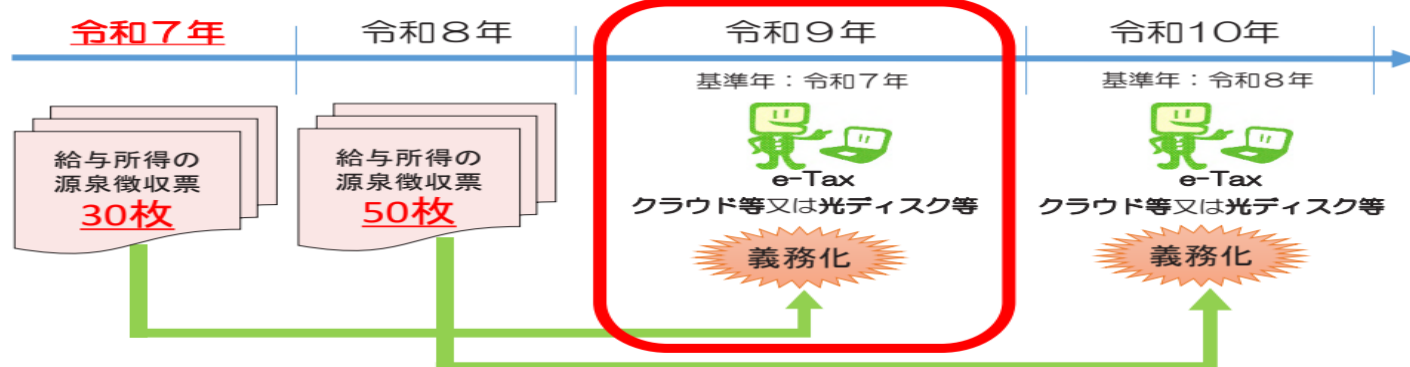 令和７年
令和８年
令和９年
令和10年
基準年：令和７年
基準年：令和８年
給与所得の
源泉徴収票
30枚
給与所得の
源泉徴収票
50枚
e-Tax
クラウド等又は光ディスク等
義務化
e-Tax
クラウド等又は光ディスク等
義務化